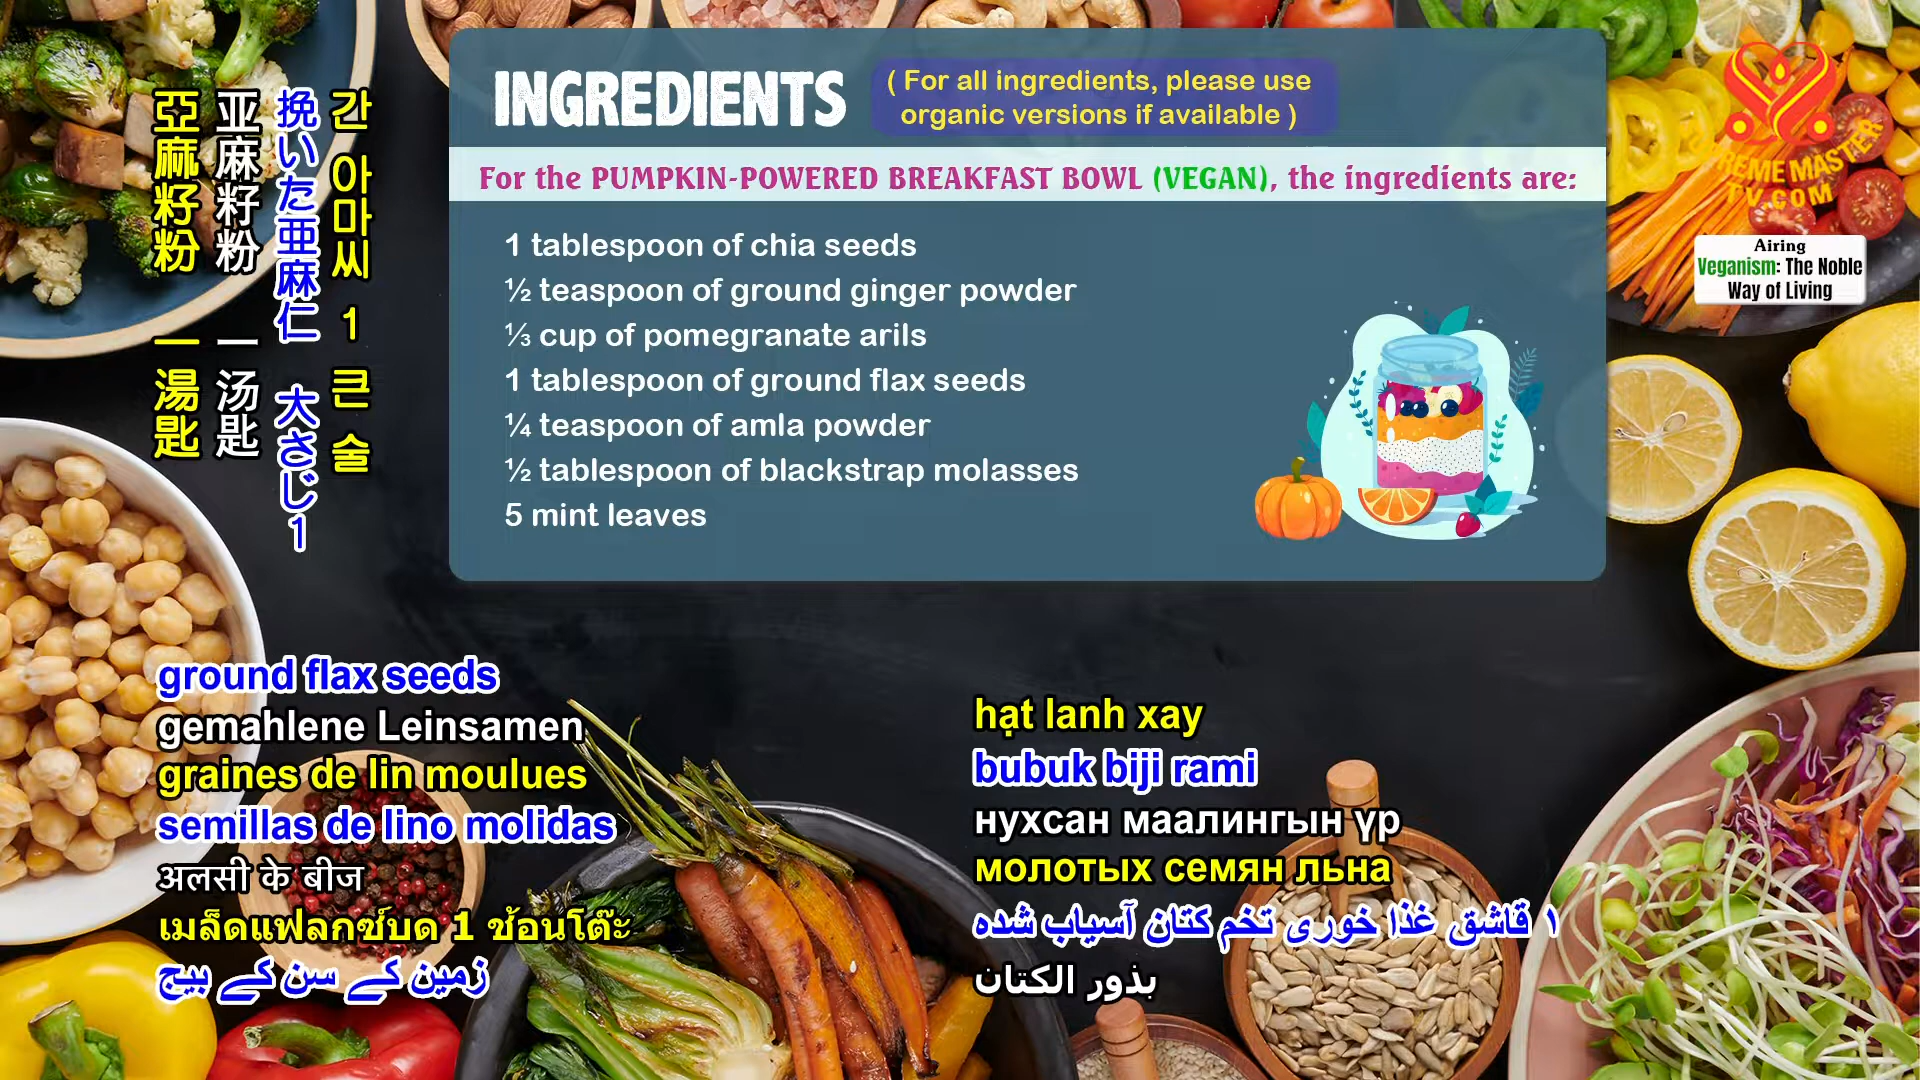 INGREDIENTS
( For all ingredients, please use
organic versions if available )
For the PUMPKIN-POWERED BREAKFAST BOWL (VEGAN), the ingredients are:
1 tablespoon of chia seeds
½ teaspoon of ground ginger powder
⅓ cup of pomegranate arils
1 tablespoon of ground flax seeds
¼ teaspoon of amla powder
½ tablespoon of blackstrap molasses
5 mint leaves
REME MASTER
TV.COM
Airing
Veganism: The Noble
Way of Living
간 아마씨 1 큰 술
挽いた亜麻仁 大さじ1
亚麻籽粉 一汤匙
亞麻籽粉 一湯匙
ground flax seeds
gemahlene Leinsamen
graines de lin moulues
semillas de lino molidas
अलसी के बीज
เมล็ดแฟลกซ์บด 1 ช้อนโต๊ะ
زمین کے سن کے بیج
hạt lanh xay
bubuk biji rami
нухсан маалингын үр
молотых семян льна
۱ قاشق غذا خوری تخم کتان آسیاب شده
بذور الكتان